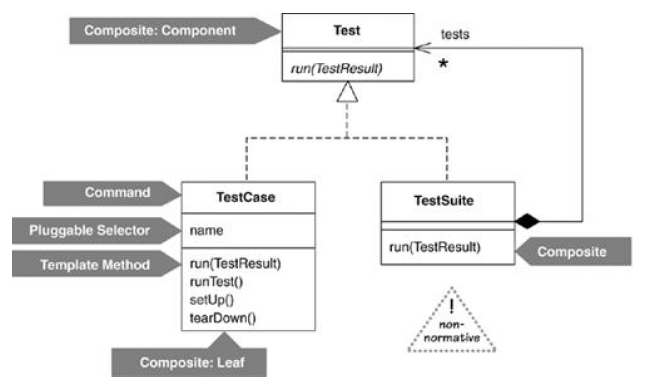 Composite: Component
Test
tests
*
run(TestResult)
Command
TestCase
TestSuite
Pluggable Selector
name
run(TestResult)
Composite
Template Method
run(TestResult)
runTest()
setUp()
tearDown()
!
non-
normative
Composite: Leaf